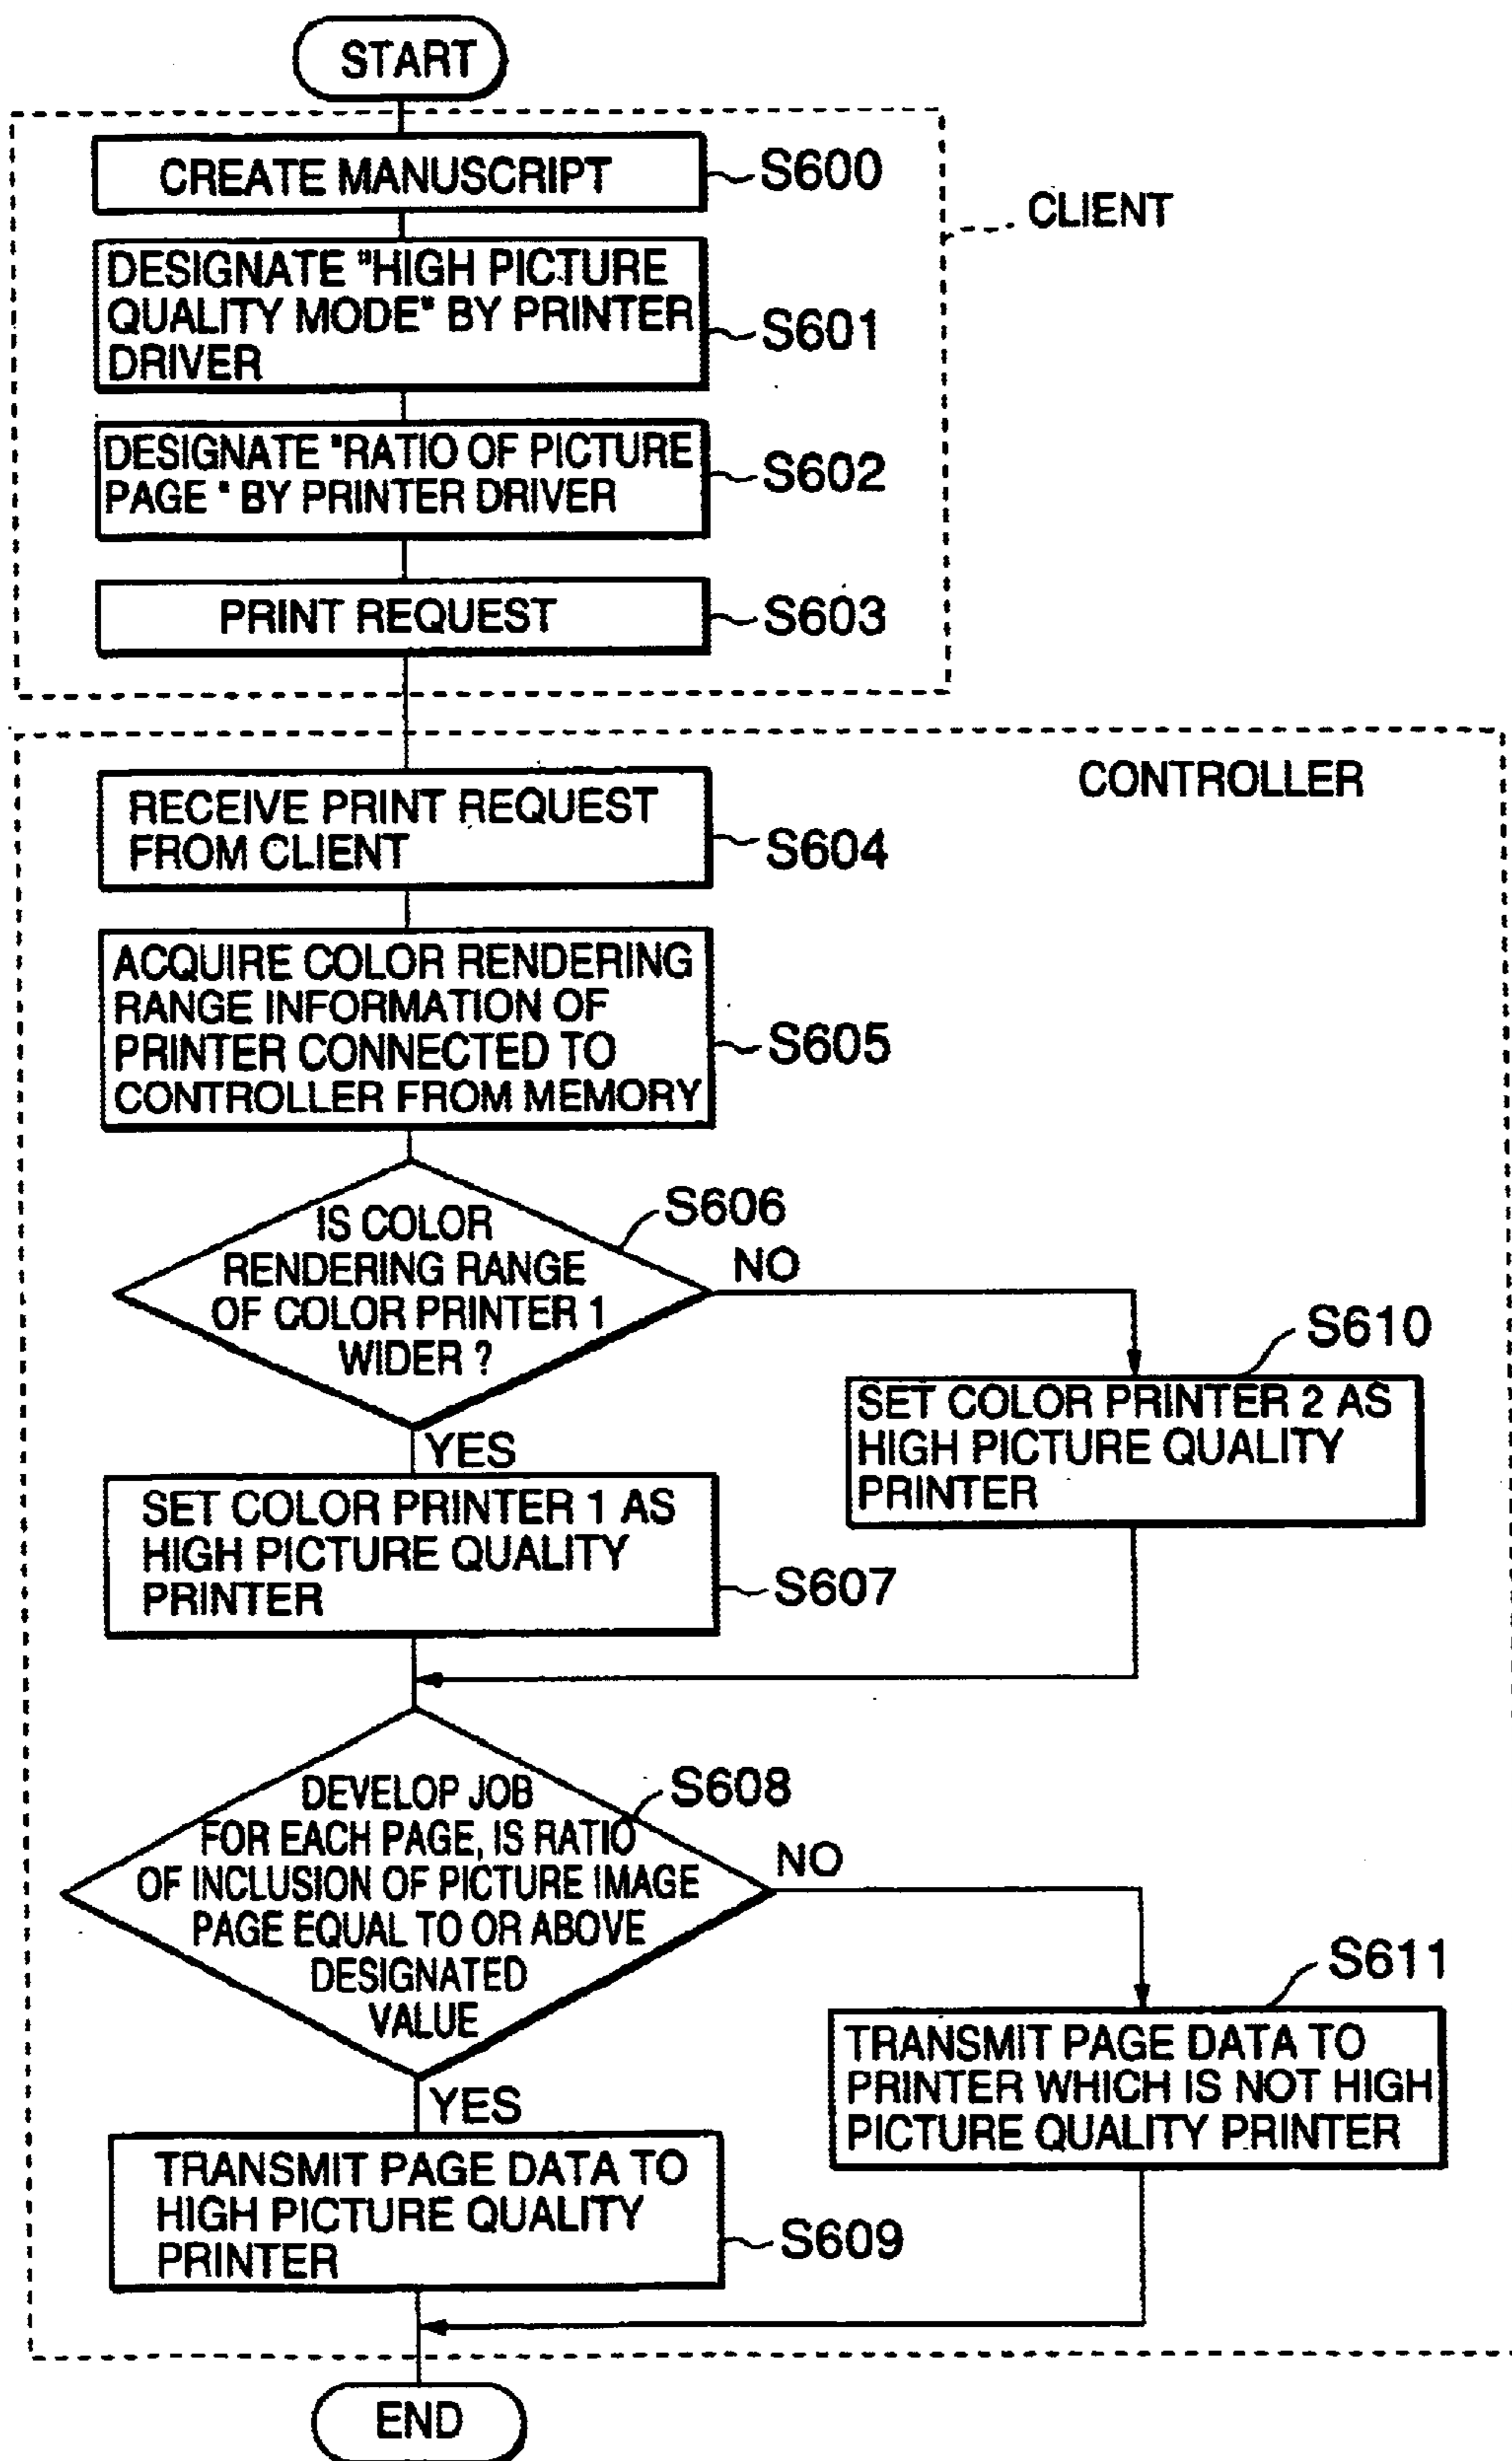 START
CREATE MANUSCRIPT
S600
CLIENT
DESIGNATE "HIGH PICTURE
QUALITY MODE" BY PRINTER
DRIVER
S601
DESIGNATE "RATIO OF PICTURE
PAGE " BY PRINTER DRIVER
S602
PRINT REQUEST
S603
CONTROLLER
RECEIVE PRINT REQUEST
FROM CLIENT
S604
ACQUIRE COLOR RENDERING
RANGE INFORMATION OF
PRINTER CONNECTED TO
CONTROLLER FROM MEMORY
S605
IS COLOR
RENDERING RANGE
OF COLOR PRINTER 1
WIDER ?
S606
NO
YES
S610
SET COLOR PRINTER 2 AS
HIGH PICTURE QUALITY
PRINTER
SET COLOR PRINTER 1 AS
HIGH PICTURE QUALITY
PRINTER
S607
DEVELOP JOB
FOR EACH PAGE, IS RATIO
OF INCLUSION OF PICTURE IMAGE
PAGE EQUAL TO OR ABOVE
DESIGNATED
VALUE
S608
NO
YES
S611
TRANSMIT PAGE DATA TO
PRINTER WHICH IS NOT HIGH
PICTURE QUALITY PRINTER
TRANSMIT PAGE DATA TO
HIGH PICTURE QUALITY
PRINTER
S609
END